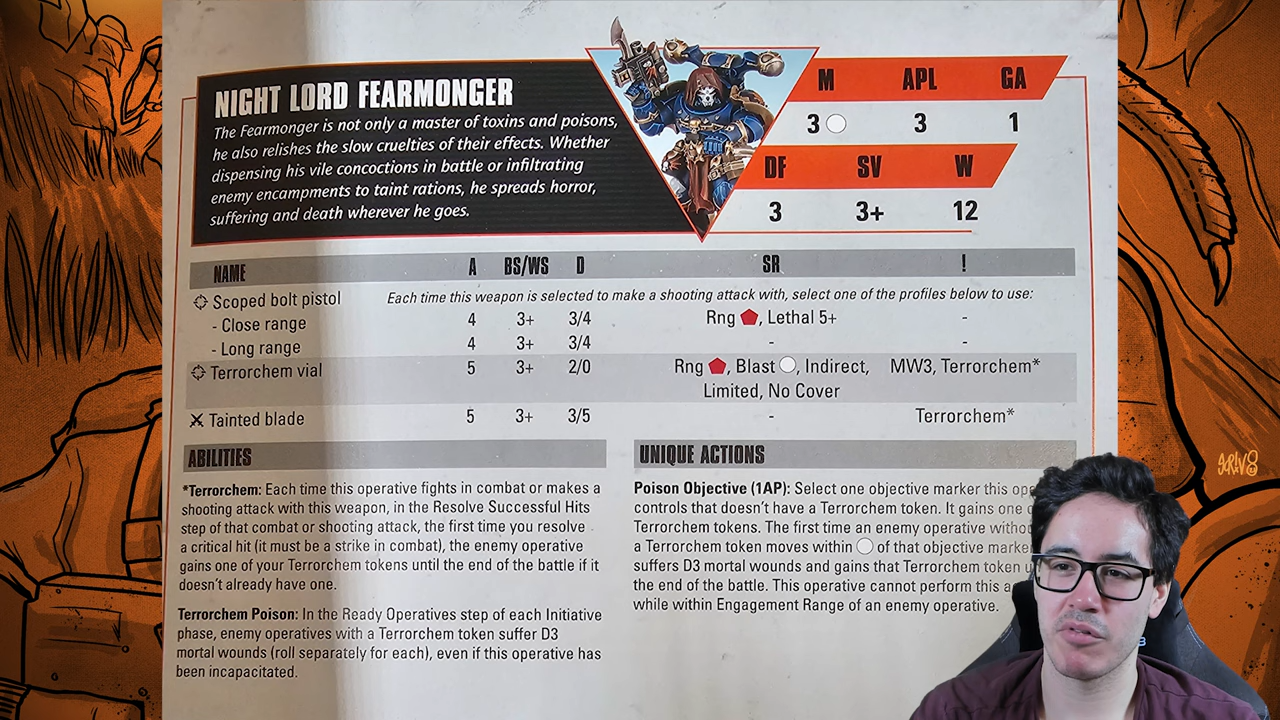 NIGHT LORD FEARMONGER
The Fearmonger is not only a master of toxins and poisons,
he also relishes the slow cruelties of their effects. Whether
dispensing his vile concoctions in battle or infiltrating
enemy encampments to taint rations, he spreads horror,
suffering and death wherever he goes.
M APL GA
3 3 1
DF SV W
3 3+ 12
NAME A BS/WS D SR !
Scoped bolt pistol Each time this weapon is selected to make a shooting attack with, select one of the profiles below to use:
- Close range 4 3+ 3/4 Rng , Lethal 5+ -
- Long range 4 3+ 3/4 - -
Terrorchem vial 5 3+ 2/0 Rng , Blast , Indirect, MW3, Terrorchem*
Limited, No Cover
Tainted blade 5 3+ 3/5 - Terrorchem*
ABILITIES
*Terrorchem: Each time this operative fights in combat or makes a
shooting attack with this weapon, in the Resolve Successful Hits
step of that combat or shooting attack, the first time you resolve
a critical hit (it must be a strike in combat), the enemy operative
gains one of your Terrorchem tokens until the end of the battle if it
doesn't already have one.
Terrorchem Poison: In the Ready Operatives step of each Initiative
phase, enemy operatives with a Terrorchem token suffer D3
mortal wounds (roll separately for each), even if this operative has
been incapacitated.
UNIQUE ACTIONS
Poison Objective (1AP): Select one objective marker this
controls that doesn't have a Terrorchem token. It gains one
Terrorchem tokens. The first time an enemy operative
a Terrorchem token moves within of that objective marker
suffers D3 mortal wounds and gains that Terrorchem token
the end of the battle. This operative cannot perform this
while within Engagement Range of an enemy operative.